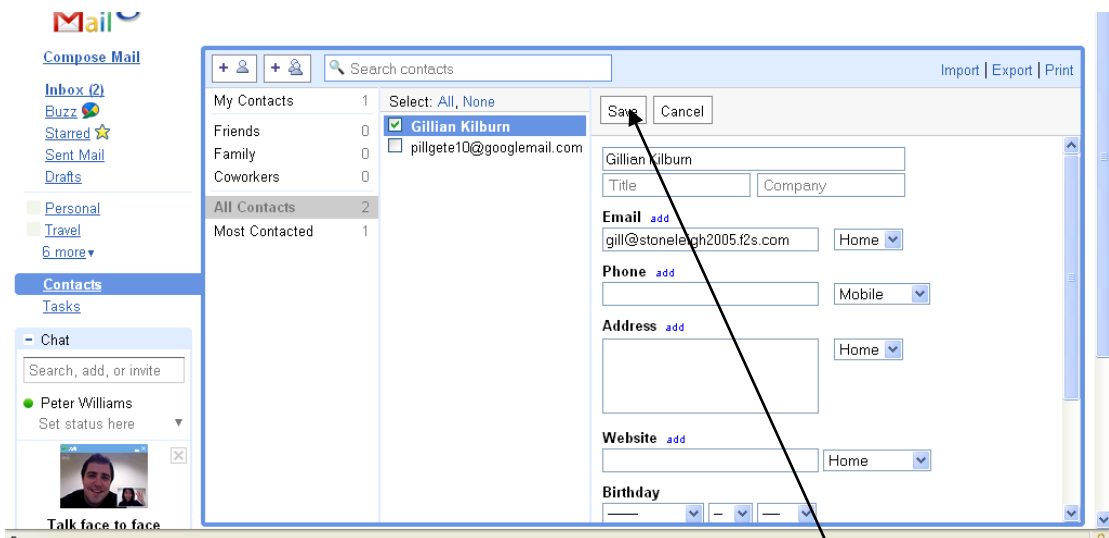 Mail
Compose Mail
Inbox (2)
Buzz
Starred
Sent Mail
Drafts
Personal
Travel
6 more▾
Contacts
Tasks
– Chat
Search, add, or invite
Peter Williams
Set status here
Talk face to face
+ +
Search contacts
Import | Export | Print
My Contacts 1
Friends 0
Family 0
Coworkers 0
All Contacts 2
Most Contacted 1
Select: All, None
Gillian Kilburn
pillgete10@googlemail.com
Save Cancel
Gillian Kilburn
Title Company
Email add
gill@stoneleigh2005.f2s.com Home
Phone add
Mobile
Address add
Home
Website add
Home
Birthday
—— – —